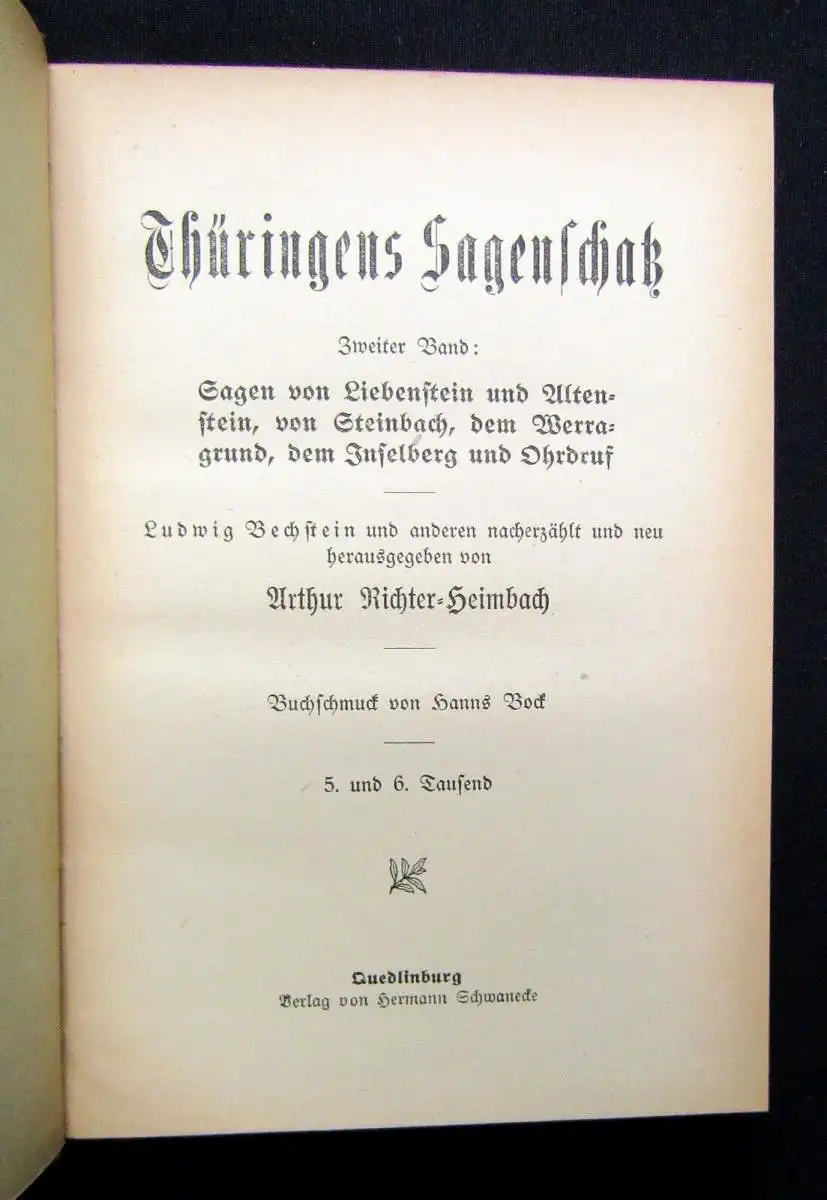 Thüringens Sagenſchatz
Zweiter Band:
Sagen von Liebenſtein und Alten-
ſtein, von Steinbach, dem Werra-
grund, dem Inſelberg und Ohrdruf
Ludwig Bechſtein und anderen nacherzählt und neu
herausgegeben von
Arthur Richter-Heimbach
Buchſchmuck von Hanns Bock
5. und 6. Tauſend
Quedlinburg
Verlag von Hermann Schwanecke